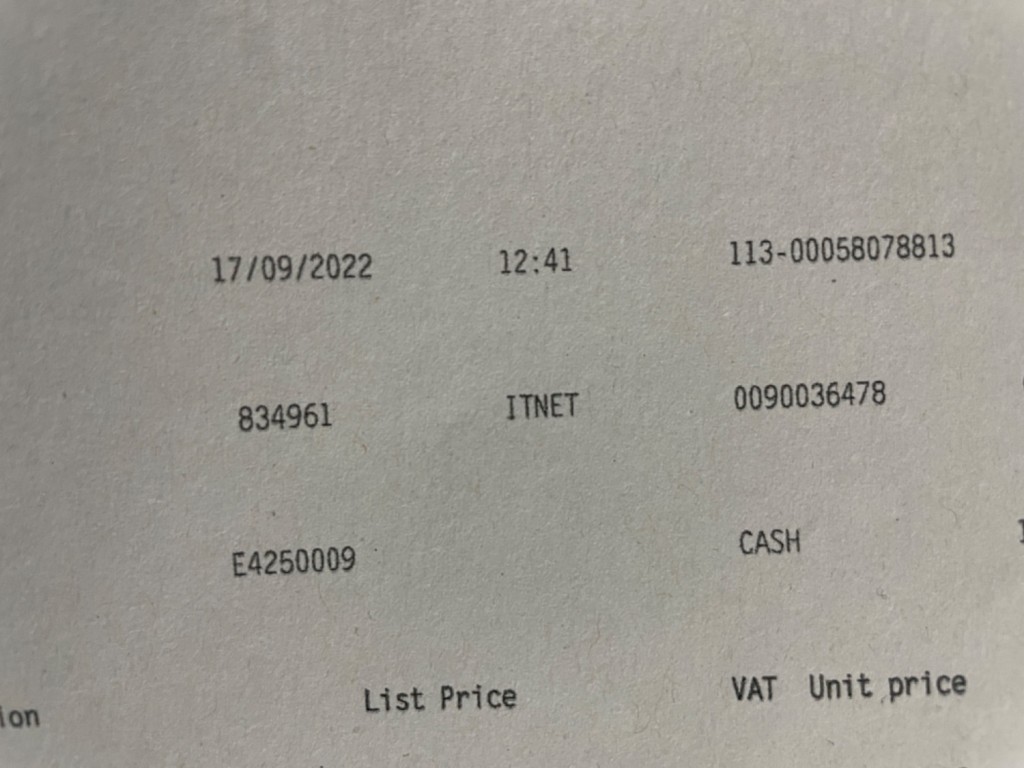 17/09/2022 12:41 113-00058078813
834961 ITNET 0090036478
E4250009 CASH
ion List Price VAT Unit price